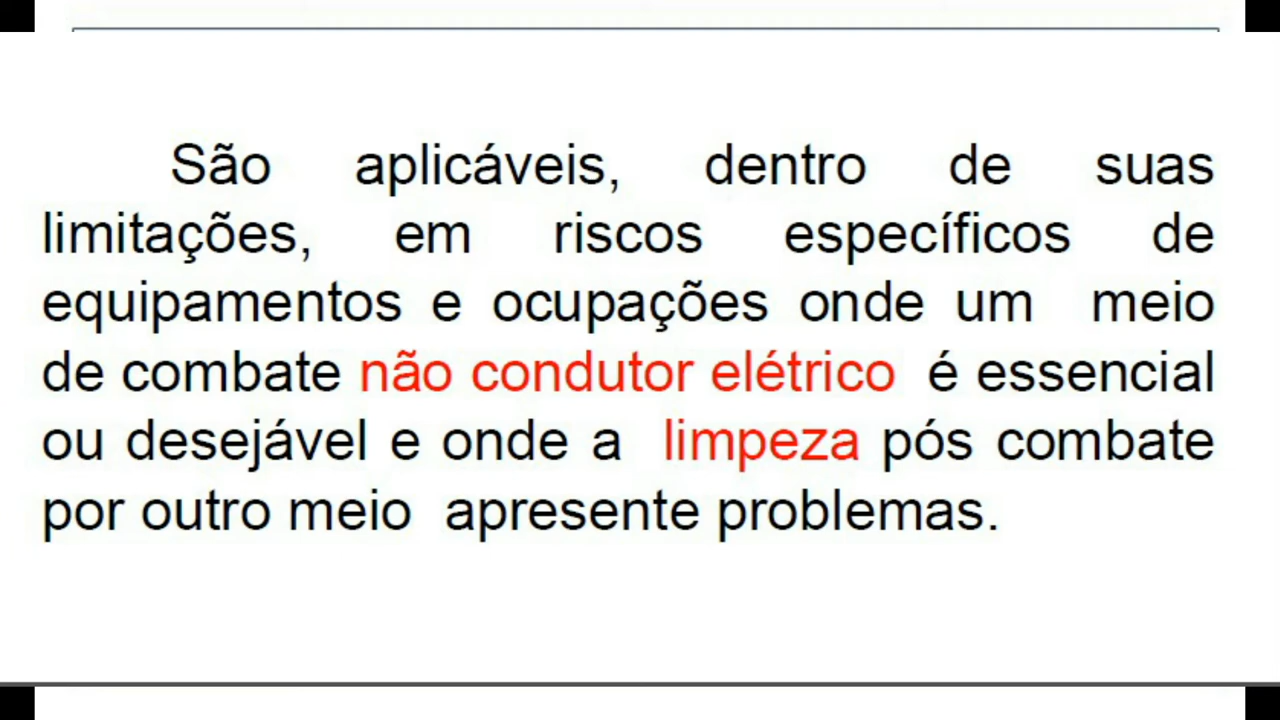 São aplicáveis, dentro de suas
limitações, em riscos específicos de
equipamentos e ocupações onde um meio
de combate não condutor elétrico é essencial
ou desejável e onde a limpeza pós combate
por outro meio apresente problemas.